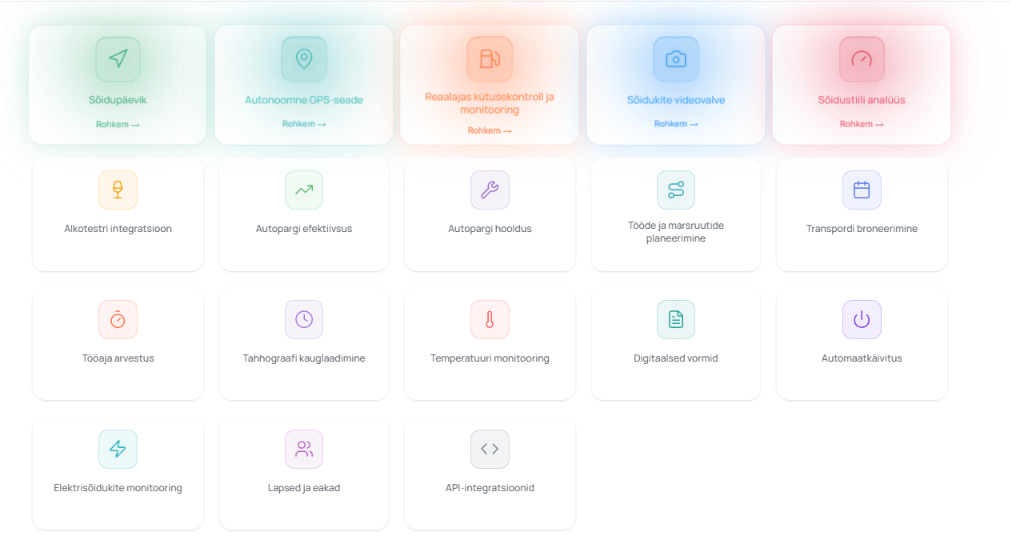 Sõidupäevik
Rohkem →
Autonoomne GPS-seade
Rohkem →
Reaalajas kütusekontroll ja
monitooring
Rohkem →
Sõidukite videovalve
Rohkem →
Sõidustiili analüüs
Rohkem →
Alkotestri integratsioon
Autopargi efektiivsus
Autopargi hooldus
Tööde ja marsruutide
planeerimine
Transpordi broneerimine
Tööaja arvestus
Tahhograafi kauglaadimine
Temperatuuri monitooring
Digitaalsed vormid
Automaatkäivitus
Elektrisõidukite monitooring
Lapsed ja eakad
API-integratsioonid